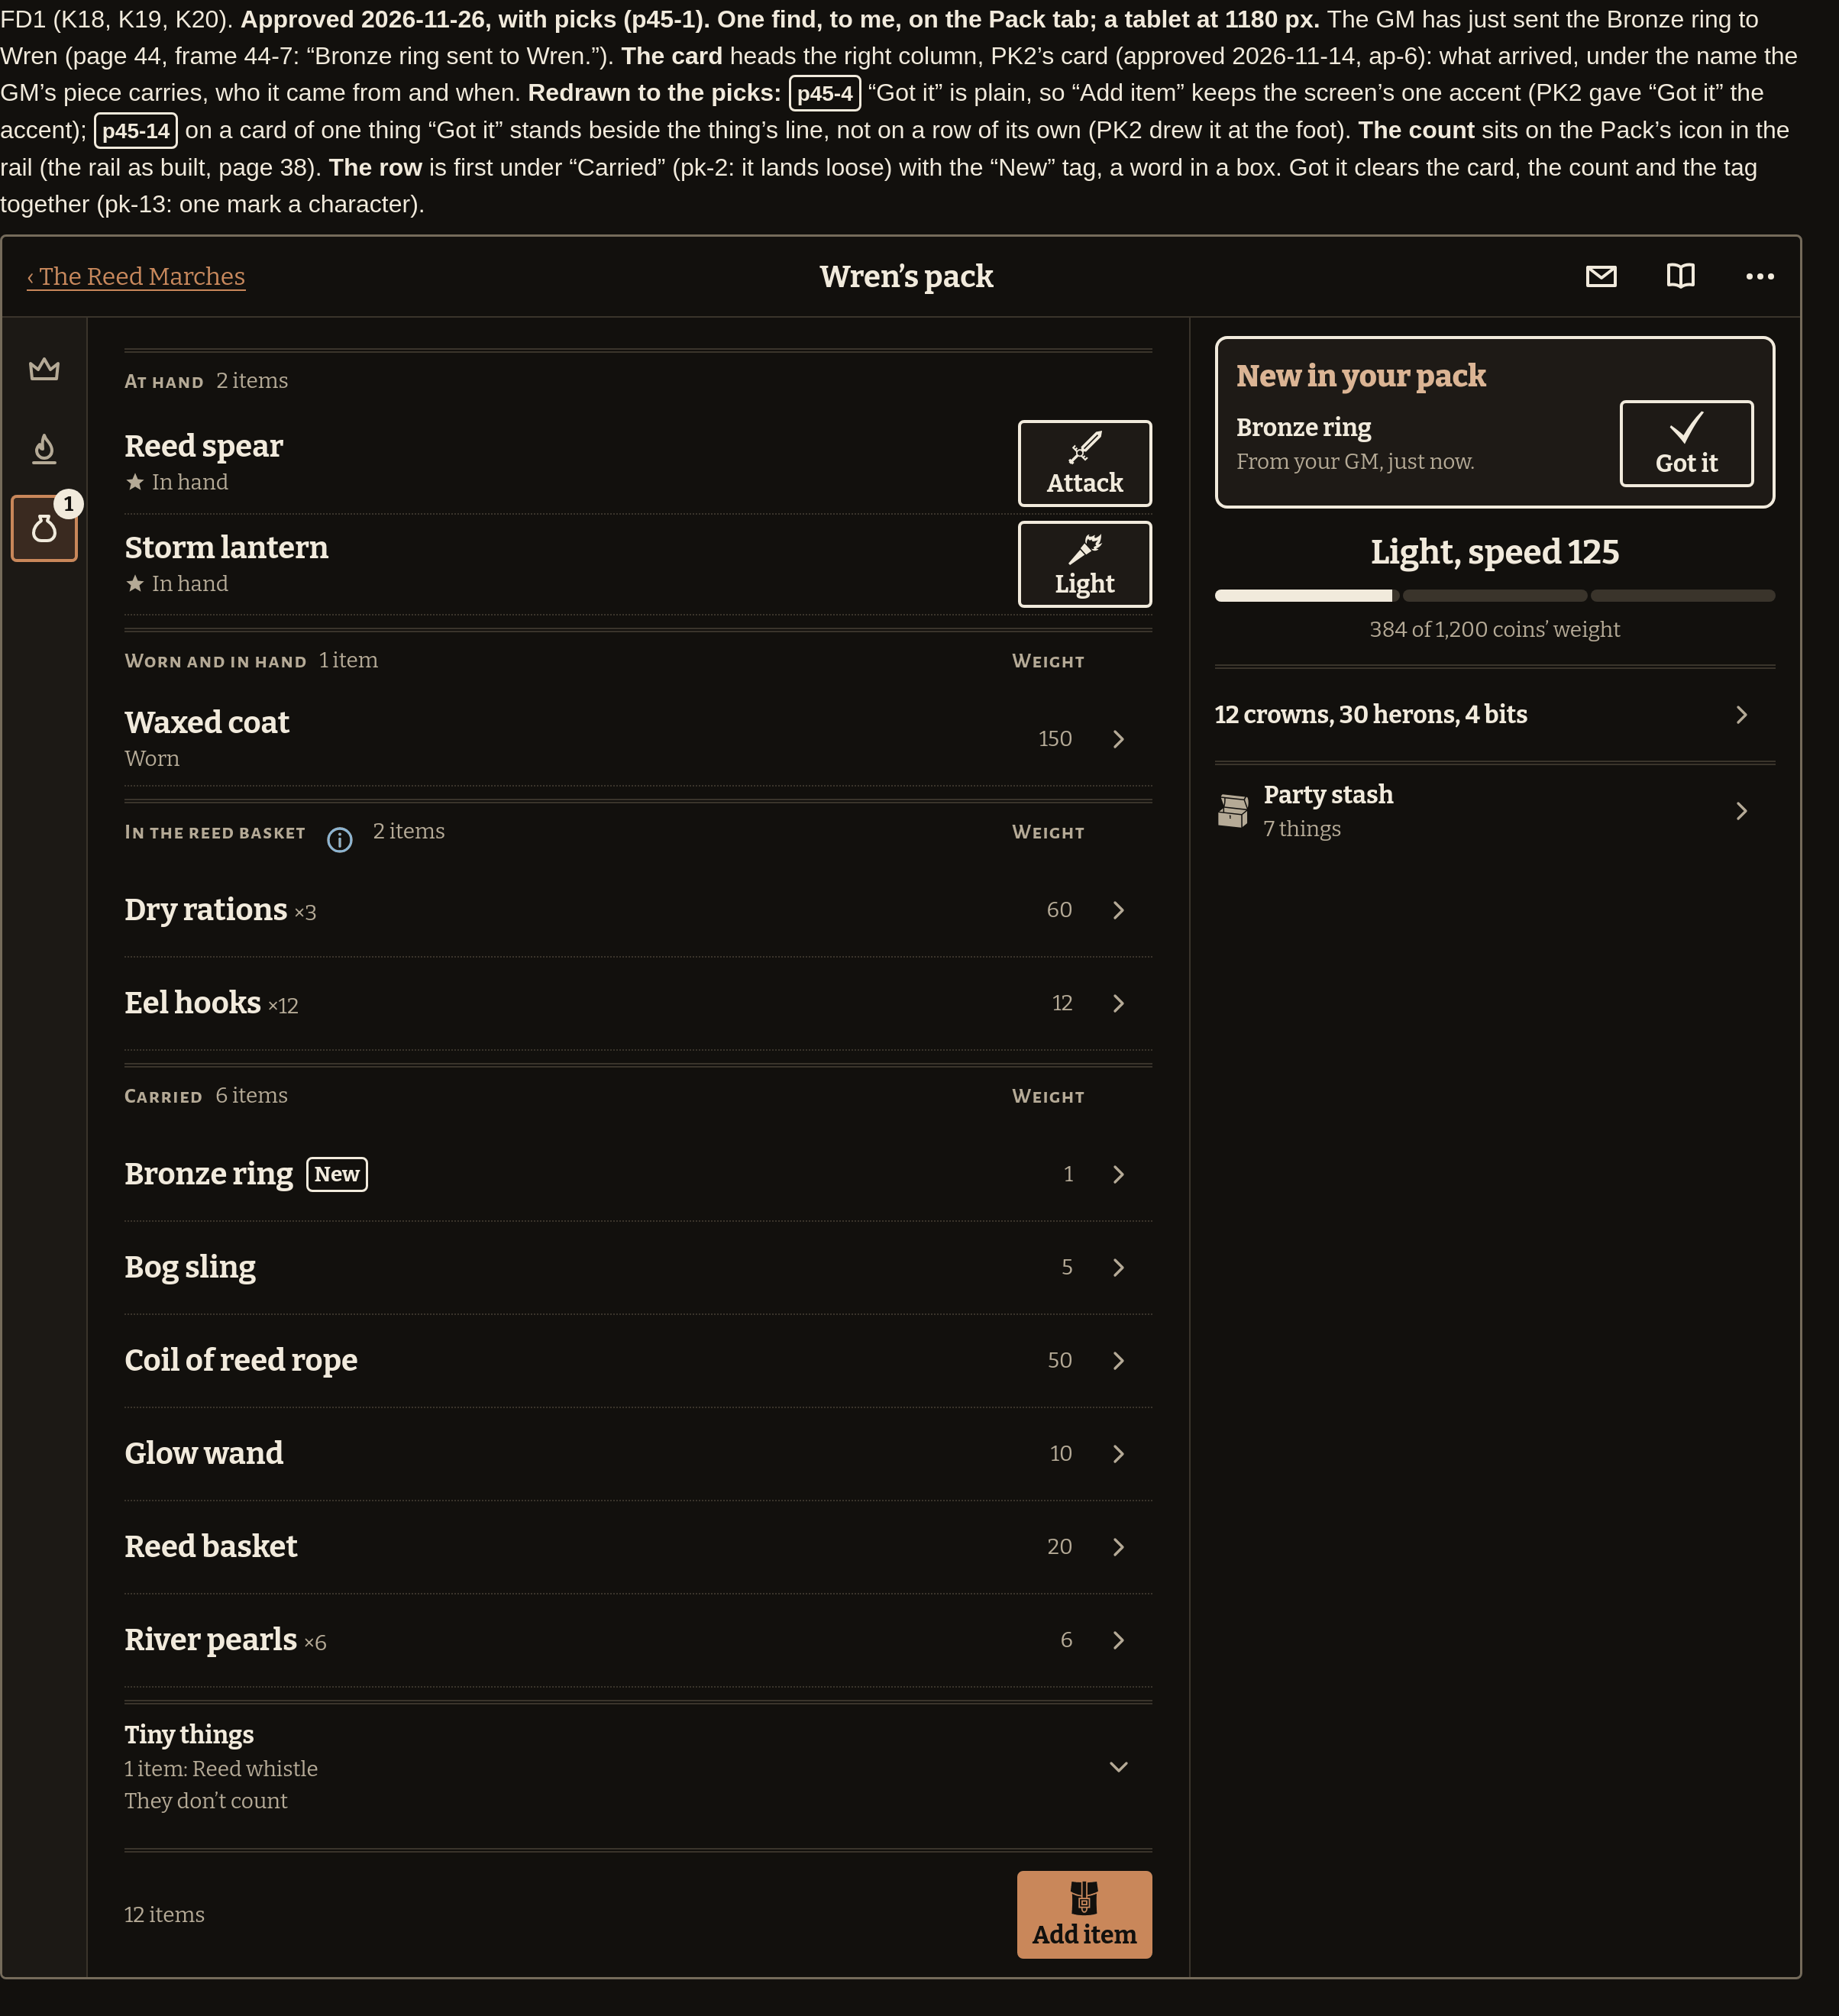 FD1 (K18, K19, K20). Approved 2026-11-26, with picks (p45-1). One find, to me, on the Pack tab; a tablet at 1180 px. The GM has just sent the Bronze ring to
Wren (page 44, frame 44-7: “Bronze ring sent to Wren.”). The card heads the right column, PK2’s card (approved 2026-11-14, ap-6): what arrived, under the name the
GM’s piece carries, who it came from and when. Redrawn to the picks: p45-4 “Got it” is plain, so “Add item” keeps the screen’s one accent (PK2 gave “Got it” the
accent); p45-14 on a card of one thing “Got it” stands beside the thing’s line, not on a row of its own (PK2 drew it at the foot). The count sits on the Pack’s icon in the
rail (the rail as built, page 38). The row is first under “Carried” (pk-2: it lands loose) with the “New” tag, a word in a box. Got it clears the card, the count and the tag
together (pk-13: one mark a character).
‹ The Reed Marches
Wren’s pack
1
At hand 2 items
Reed spear
In hand
Attack
Storm lantern
In hand
Light
Worn and in hand 1 item Weight
Waxed coat
Worn
150
In the reed basket 2 items Weight
Dry rations ×3 60
Eel hooks ×12 12
Carried 6 items Weight
Bronze ring New 1
Bog sling 5
Coil of reed rope 50
Glow wand 10
Reed basket 20
River pearls ×6 6
Tiny things
1 item: Reed whistle
They don’t count
12 items
Add item
New in your pack
Bronze ring
From your GM, just now.
Got it
Light, speed 125
384 of 1,200 coins’ weight
12 crowns, 30 herons, 4 bits
Party stash
7 things